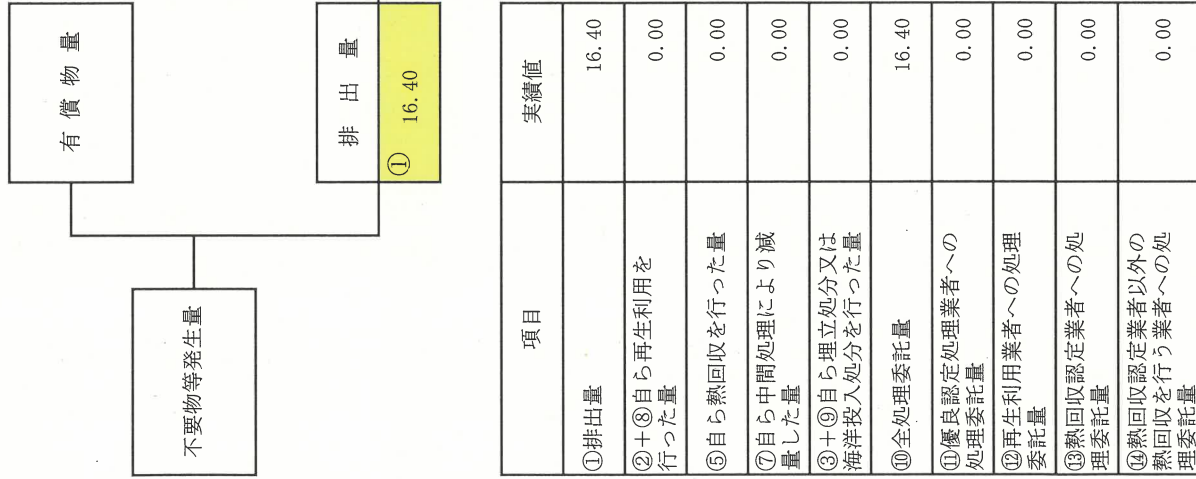 不要物等発生量
有償物量
排出量
① 16.40
項目 実績値
①排出量 16.40
②+⑧自ら再生利用を
行った量 0.00
⑤自ら熱回収を行った量 0.00
⑦自ら中間処理により減
量した量 0.00
③+⑨自ら埋立処分又は
海洋投入処分を行った量 0.00
⑩全処理委託量 16.40
⑪優良認定処理業者への
処理委託量 0.00
⑫再生利用業者への処理
委託量 0.00
⑬熱回収認定業者への処
理委託量 0.00
⑭熱回収認定業者以外の
熱回収を行う業者への処
理委託量 0.00